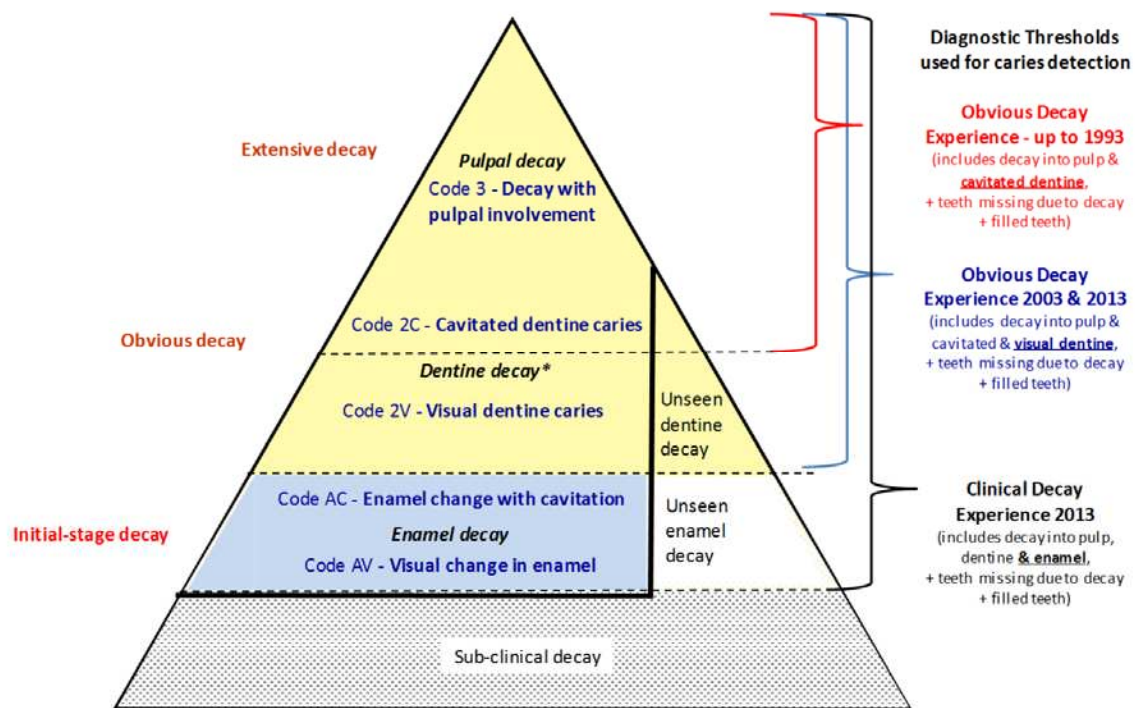 Diagnostic Thresholds
used for caries detection
Obvious Decay
Experience - up to 1993
(includes decay into pulp &
cavitated dentine,
+ teeth missing due to decay
+ filled teeth)
Extensive decay
Pulpal decay
Code 3 - Decay with
pulpal involvement
Obvious Decay
Experience 2003 & 2013
(includes decay into pulp &
cavitated & visual dentine,
+ teeth missing due to decay
+ filled teeth)
Obvious decay
Code 2C - Cavitated dentine caries
Dentine decay*
Code 2V - Visual dentine caries
Unseen
dentine
decay
Initial-stage decay
Code AC - Enamel change with cavitation
Enamel decay
Code AV - Visual change in enamel
Unseen
enamel
decay
Clinical Decay
Experience 2013
(includes decay into pulp,
dentine & enamel,
+ teeth missing due to decay
+ filled teeth)
Sub-clinical decay